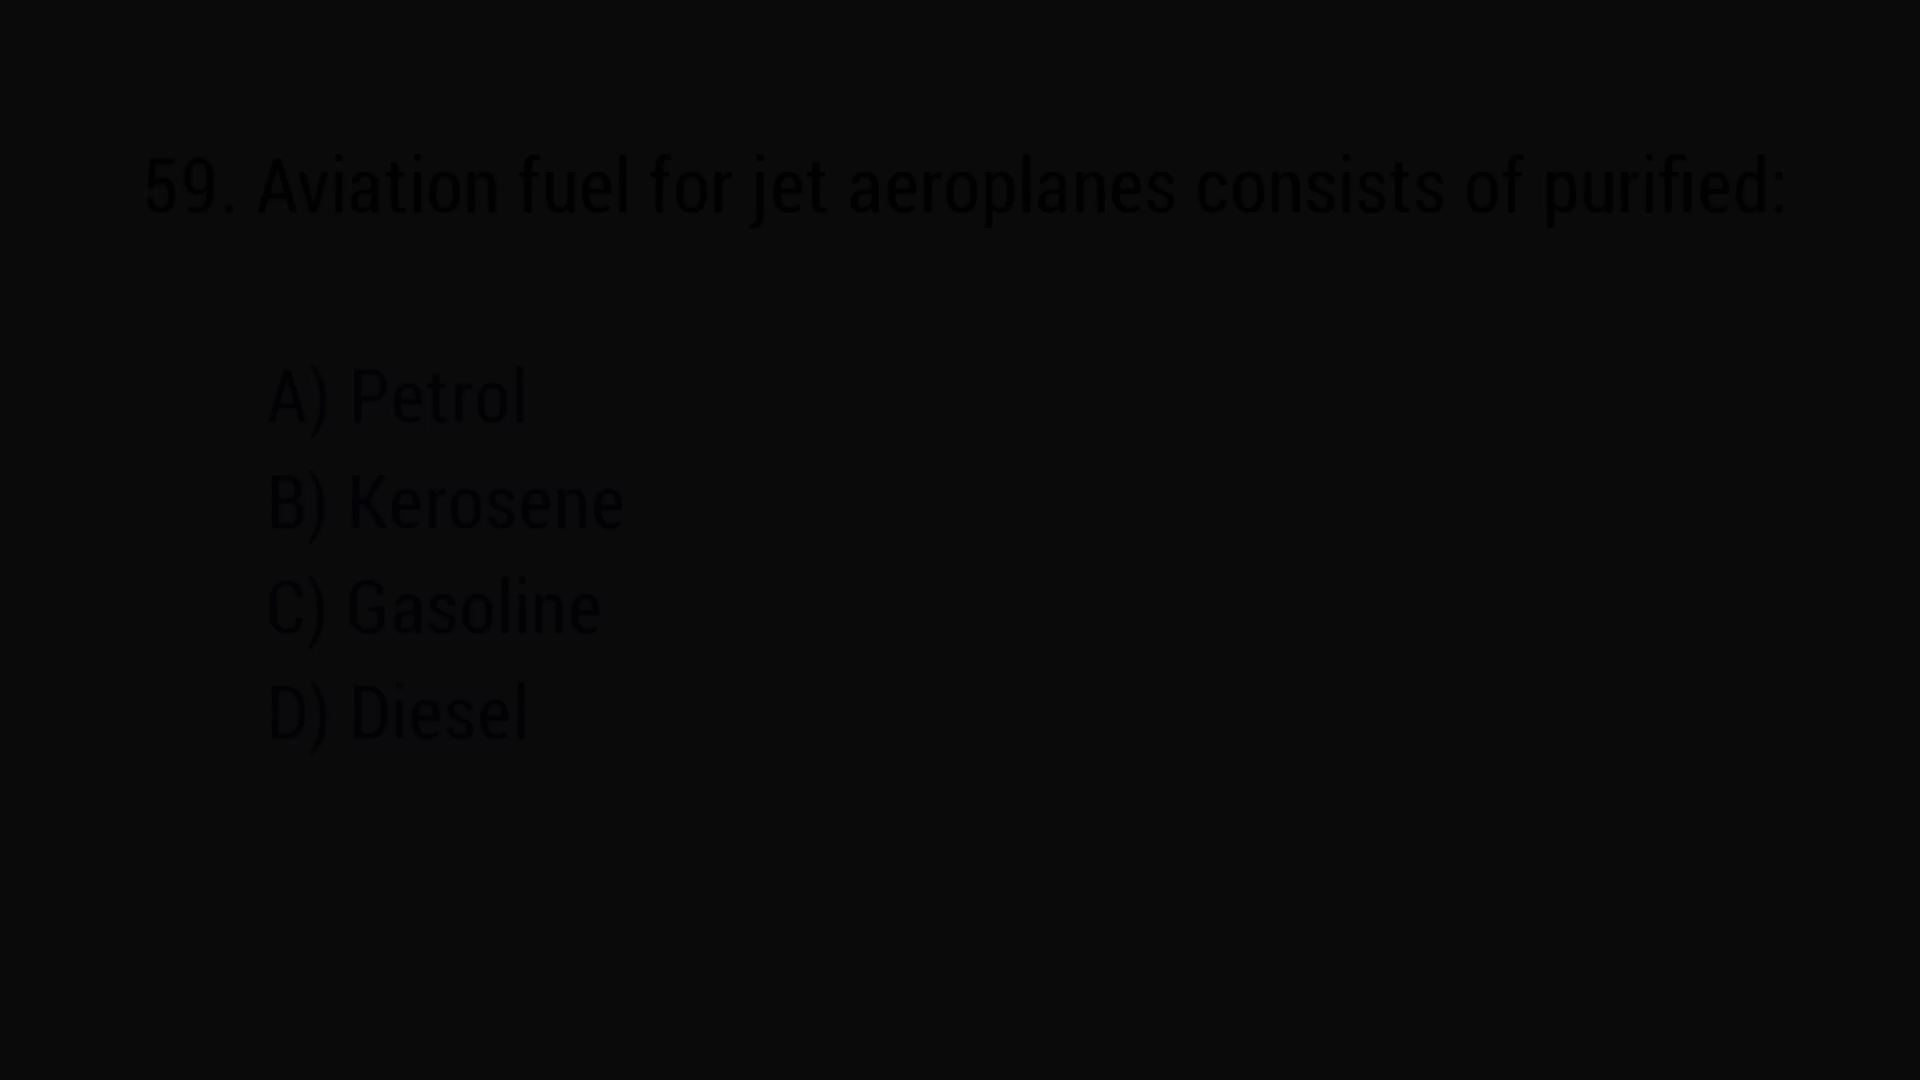 59. Aviation fuel for jet aeroplanes consists of purified:
A) Petrol
B) Kerosene
C) Gasoline
D) Diesel